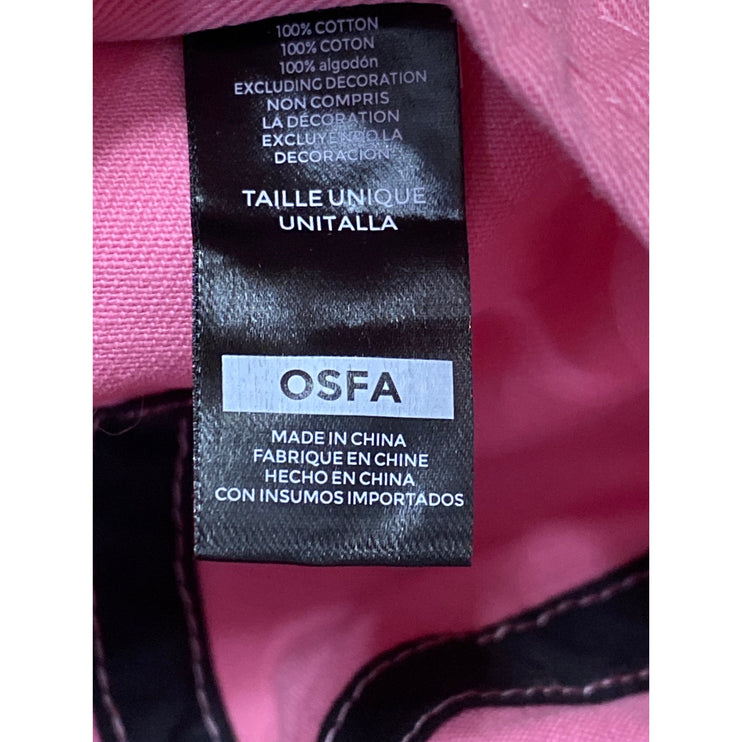 100% COTTON
100% COTON
100% algodón
EXCLUDING DECORATION
NON COMPRIS
LA DÉCORATION
EXCLUYENDO LA
DECORACIÓN
TAILLE UNIQUE
UNITALLA
OSFA
MADE IN CHINA
FABRIQUE EN CHINE
HECHO EN CHINA
CON INSUMOS IMPORTADOS